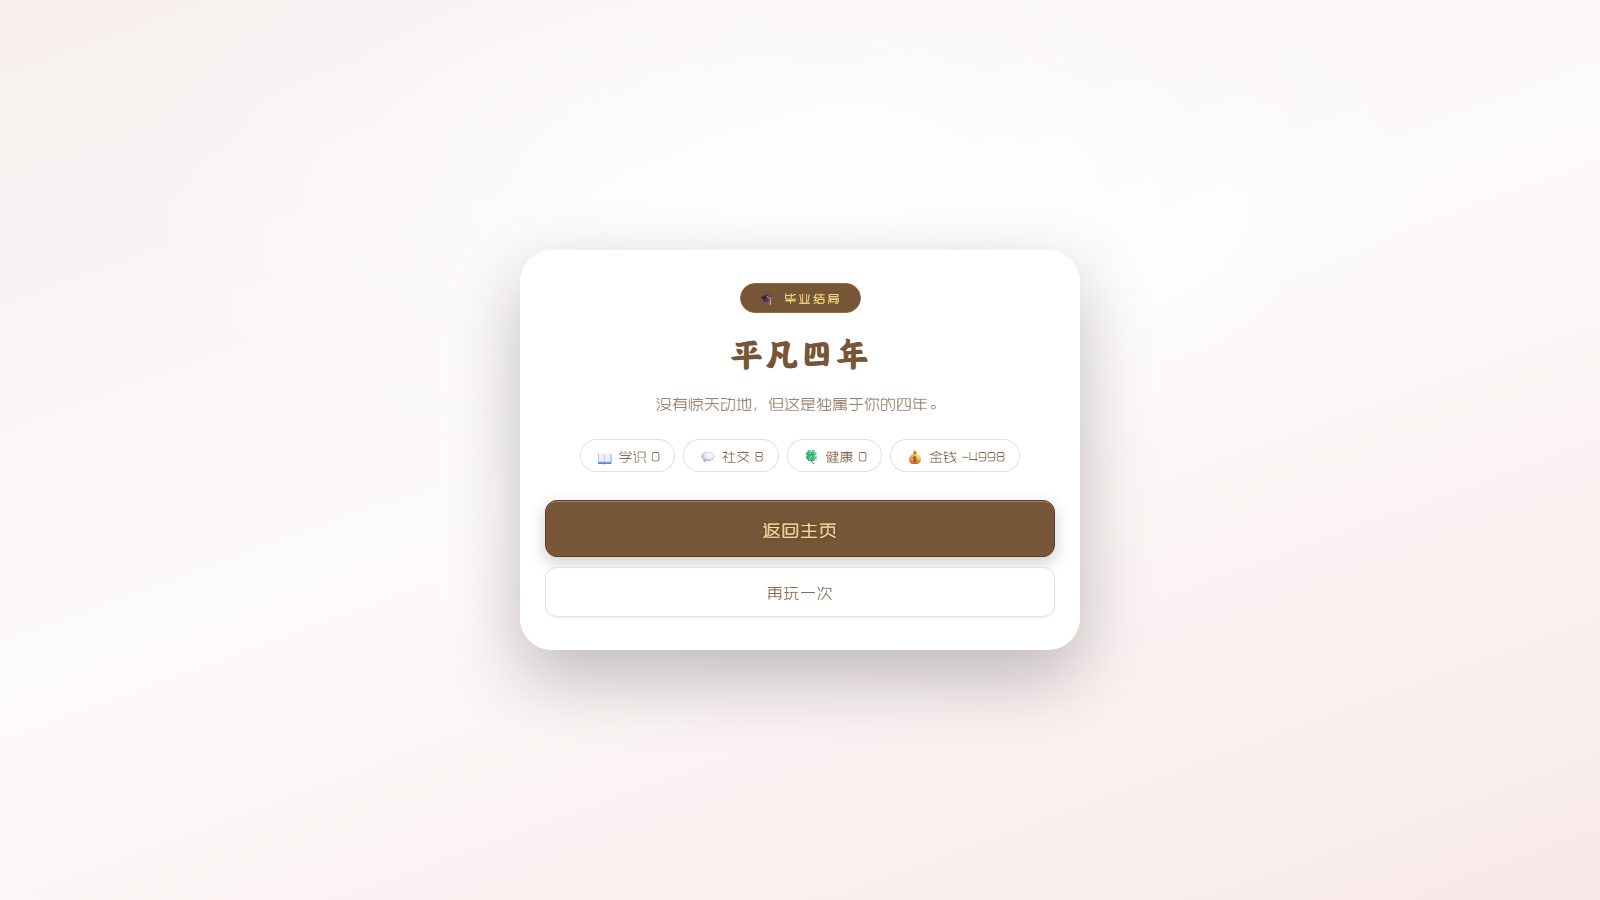 毕业结局
平凡四年
没有惊天动地，但这是独属于你的四年。
学识 0 社交 8 健康 0 金钱 -4998
返回主页
再玩一次